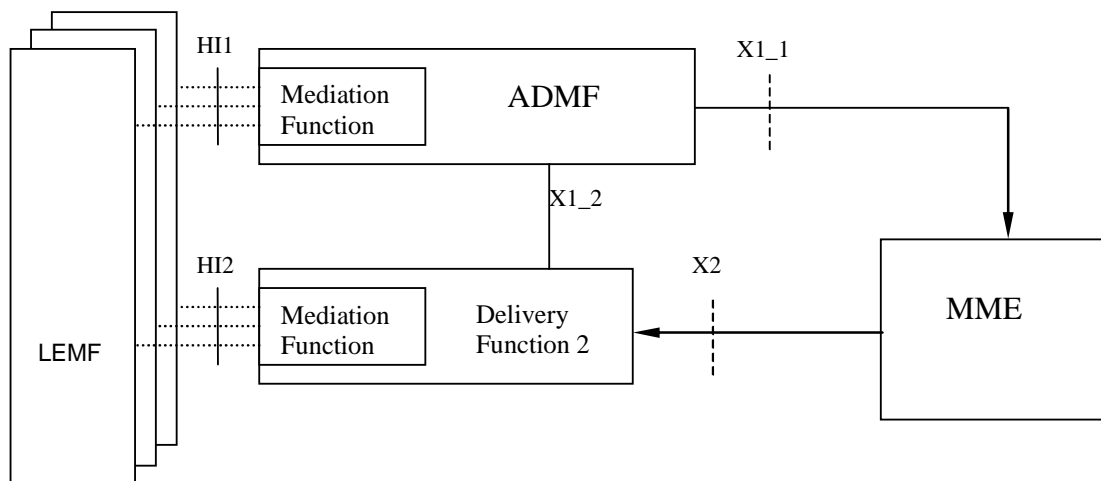 HI1
X1_1
Mediation
Function
ADMF
X1_2
HI2
X2
Mediation
Function
Delivery
Function 2
MME
LEMF